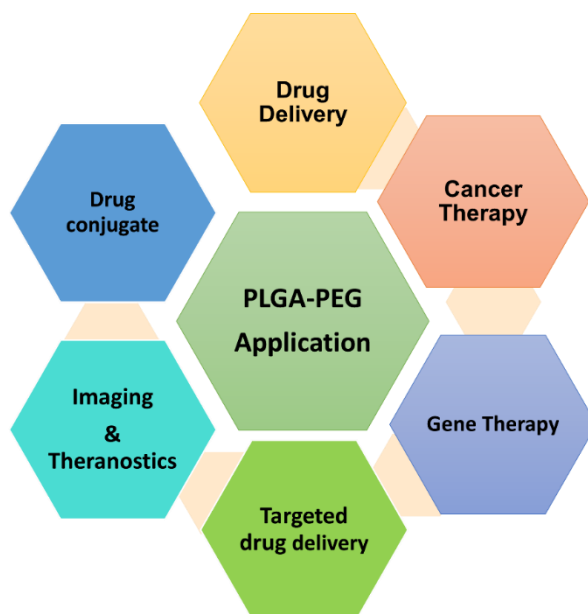 Drug
Delivery
Cancer
Therapy
Drug
conjugate
PLGA-PEG
Application
Imaging
&
Theranostics
Gene Therapy
Targeted
drug delivery